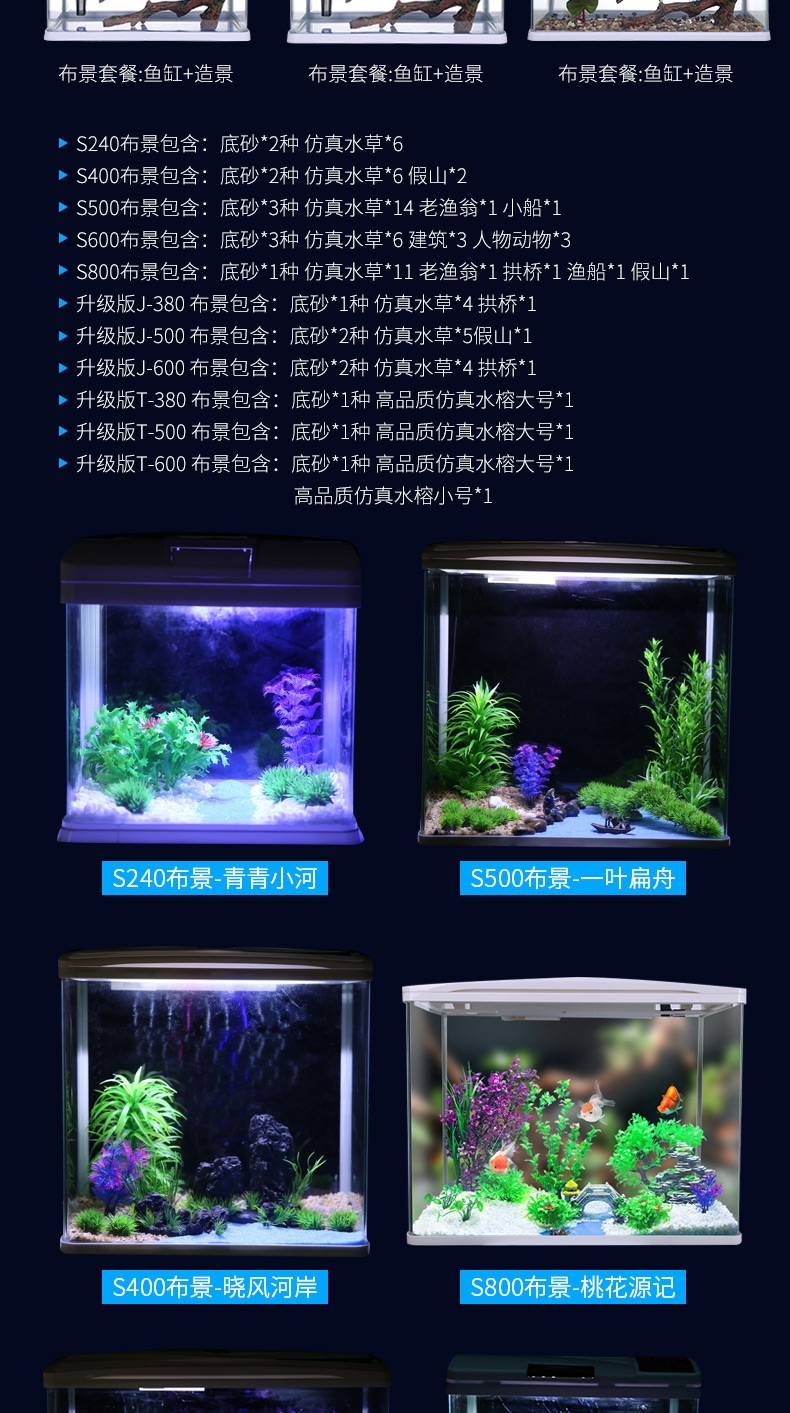 布景套餐:鱼缸+造景
布景套餐:鱼缸+造景
布景套餐:鱼缸+造景
S240布景包含：底砂*2种 仿真水草*6
S400布景包含：底砂*2种 仿真水草*6 假山*2
S500布景包含：底砂*3种 仿真水草*14 老渔翁*1 小船*1
S600布景包含：底砂*3种 仿真水草*6 建筑*3 人物动物*3
S800布景包含：底砂*1种 仿真水草*11 老渔翁*1 拱桥*1 渔船*1 假山*1
升级版J-380 布景包含：底砂*1种 仿真水草*4 拱桥*1
升级版J-500 布景包含：底砂*2种 仿真水草*5假山*1
升级版J-600 布景包含：底砂*2种 仿真水草*4 拱桥*1
升级版T-380 布景包含：底砂*1种 高品质仿真水榕大号*1
升级版T-500 布景包含：底砂*1种 高品质仿真水榕大号*1
升级版T-600 布景包含：底砂*1种 高品质仿真水榕大号*1
高品质仿真水榕小号*1
S240布景-青青小河
S500布景-一叶扁舟
S400布景-晓风河岸
S800布景-桃花源记